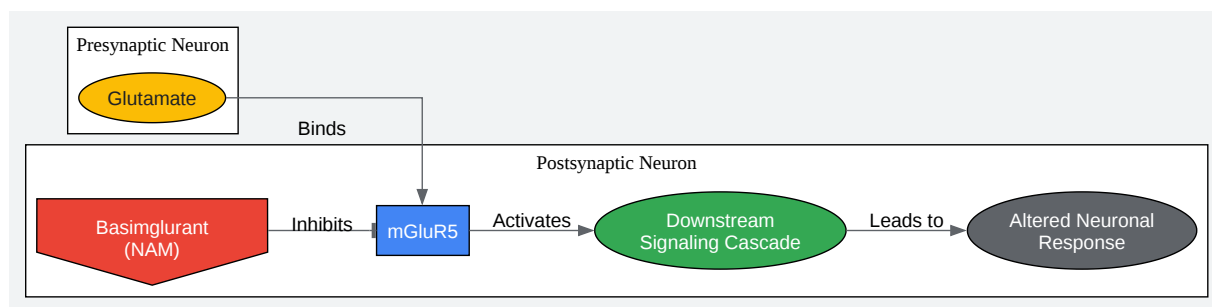 Presynaptic Neuron
Glutamate
Binds
Postsynaptic Neuron
Basimglurant
(NAM)
Inhibits
mGluR5
Activates
Downstream
Signaling Cascade
Leads to
Altered Neuronal
Response